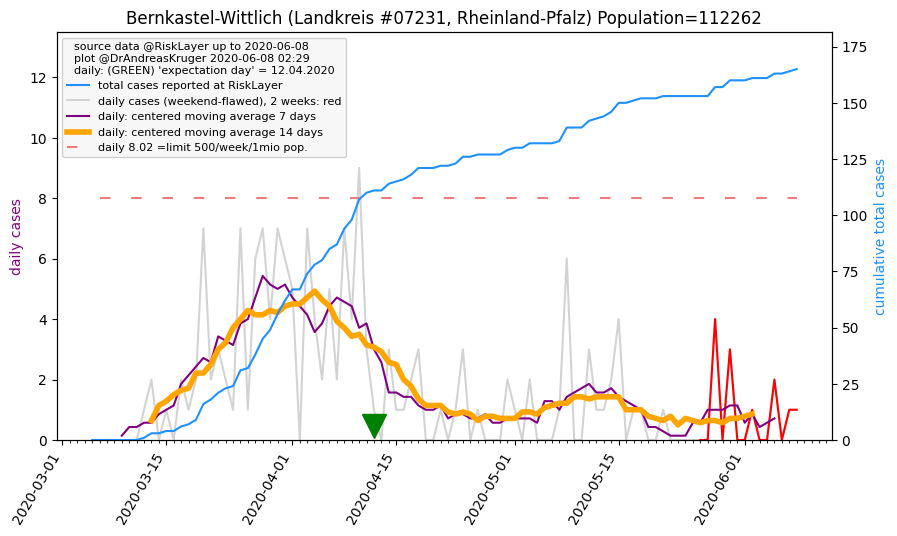 Bernkastel-Wittlich (Landkreis #07231, Rheinland-Pfalz) Population=112262
source data @RiskLayer up to 2020-06-08
plot @DrAndreasKruger 2020-06-08 02:29
daily: (GREEN) 'expectation day' = 12.04.2020
total cases reported at RiskLayer
daily cases (weekend-flawed), 2 weeks: red
daily: centered moving average 7 days
daily: centered moving average 14 days
daily 8.02 =limit 500/week/1mio pop.
daily cases
12
10
8
6
4
2
0
175
150
125
100
75
50
25
0
cumulative total cases
2020-03-01
2020-03-15
2020-04-01
2020-04-15
2020-05-01
2020-05-15
2020-06-01